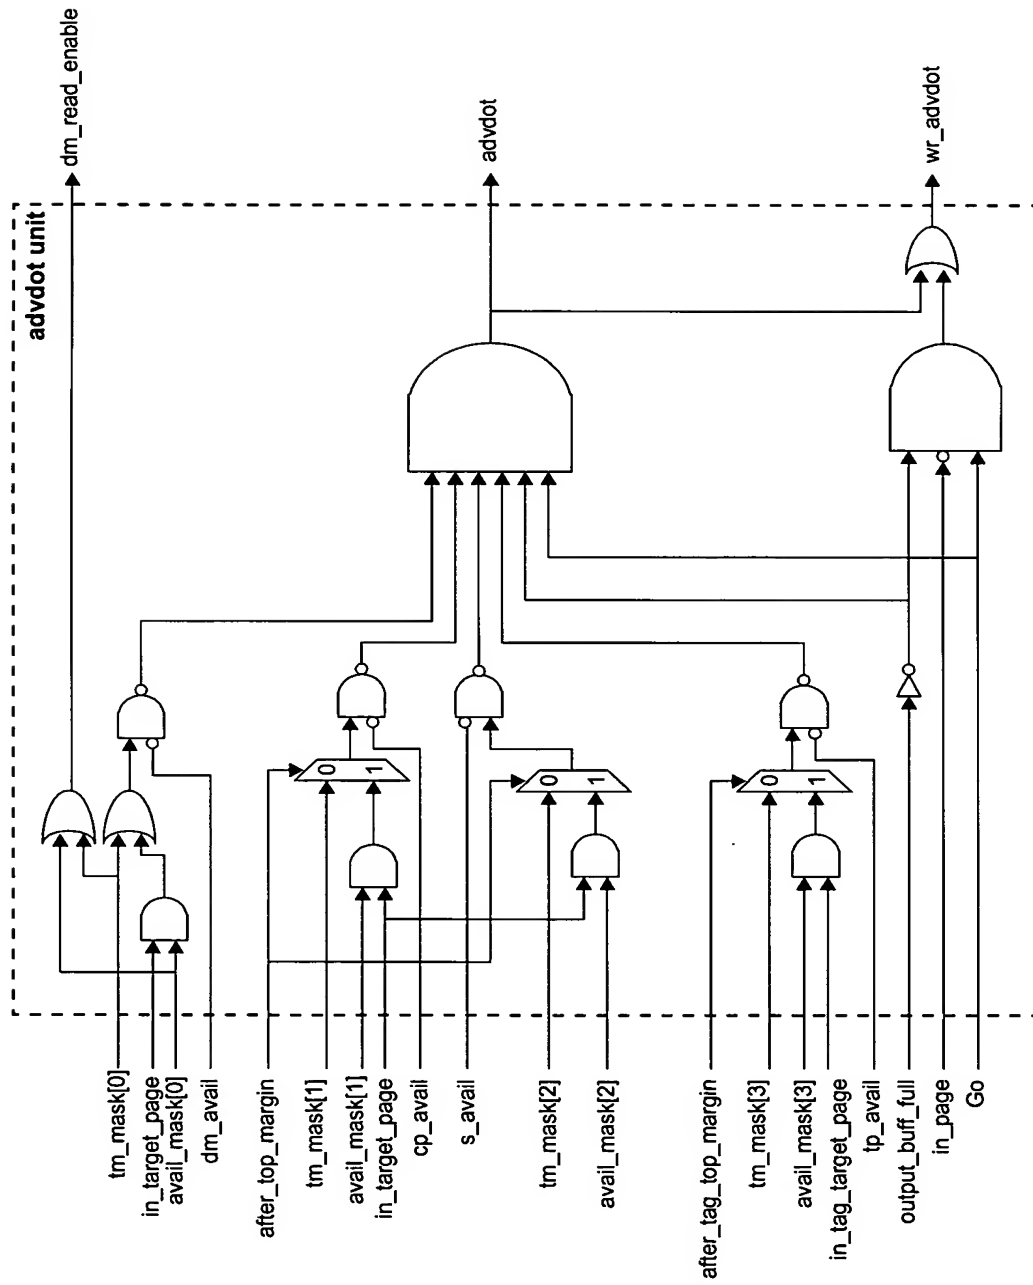 advdot unit
dm_read_enable
advdot
wr_advdot
tm_mask[0]
in_target_page
avail_mask[0]
dm_avail
after_top_margin
tm_mask[1]
avail_mask[1]
in_target_page
cp_avail
s_avail
tm_mask[2]
avail_mask[2]
after_tag_top_margin
tm_mask[3]
avail_mask[3]
in_tag_target_page
tp_avail
output_buff_full
in_page
Go
0
1
0
1
0
1